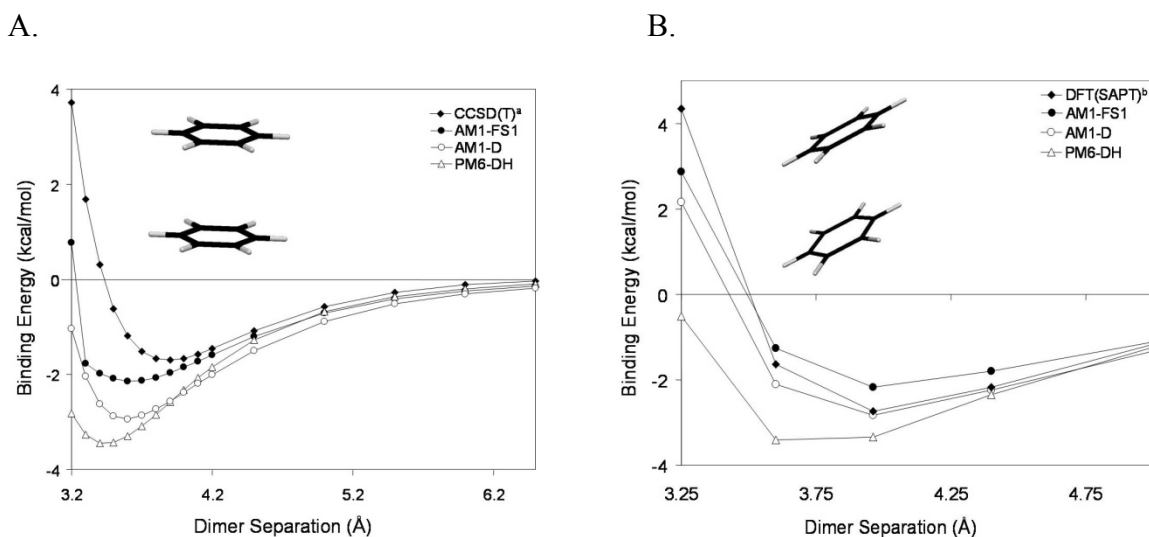 A.
B.
4
2
0
-2
-4
3.2
4.2
5.2
6.2
Binding Energy (kcal/mol)
Dimer Separation (Å)
CCSD(T)ᵃ
AM1-FS1
AM1-D
PM6-DH
4
2
0
-2
-4
3.25
3.75
4.25
4.75
Binding Energy (kcal/mol)
Dimer Separation (Å)
DFT(SAPT)ᵇ
AM1-FS1
AM1-D
PM6-DH